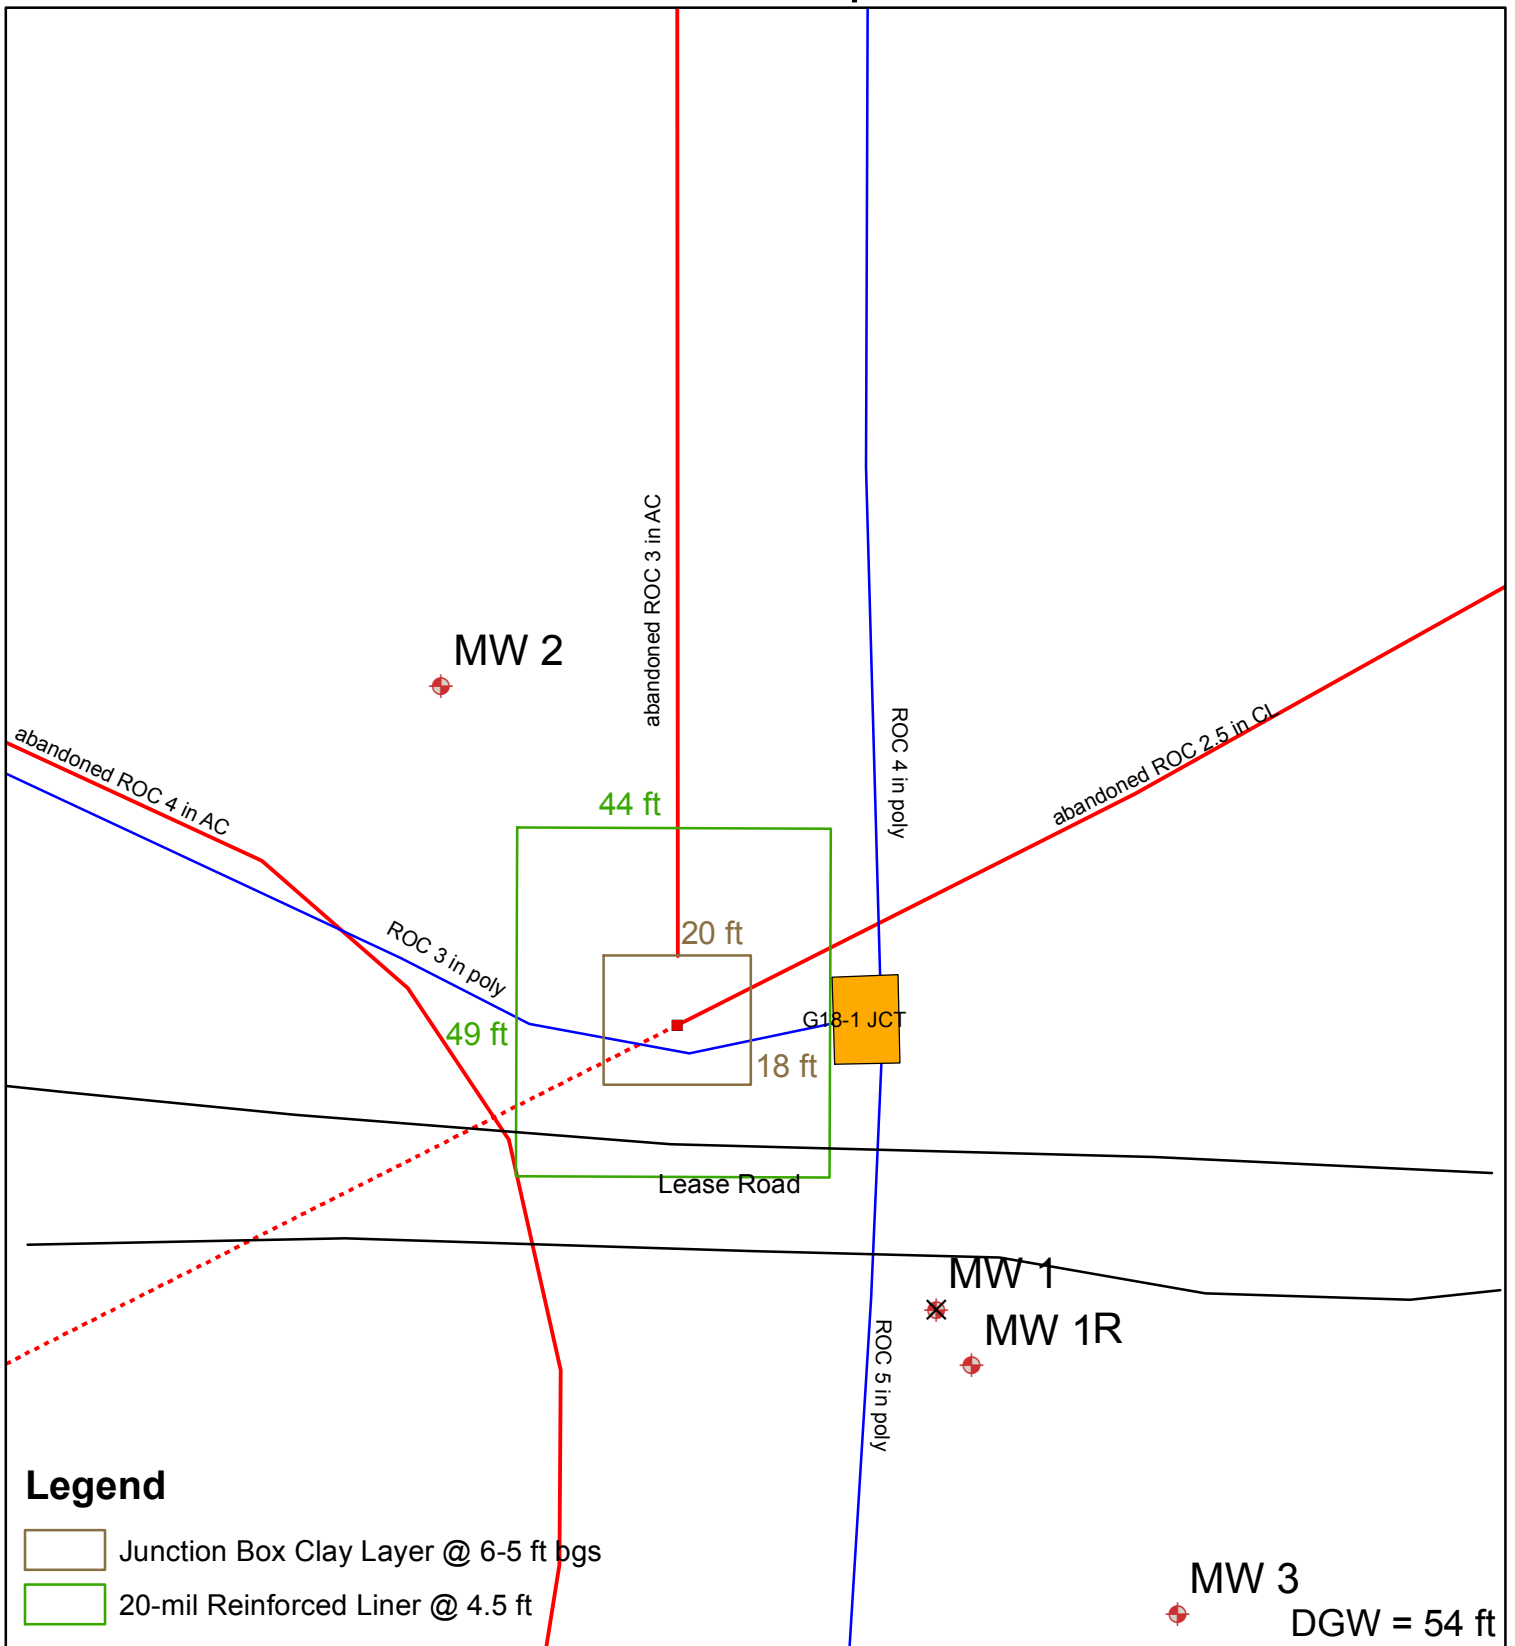 abandoned ROC 3 in AC
MW 2
ROC 4 in poly
abandoned ROC 2.5 in CL
abandoned ROC 4 in AC
44 ft
ROC 3 in poly
20 ft
49 ft
G18-1 JCT
18 ft
Lease Road
MW 1
MW 1R
ROC 5 in poly
Legend
Junction Box Clay Layer @ 6-5 ft bgs
20-mil Reinforced Liner @ 4.5 ft
MW 3
DGW = 54 ft